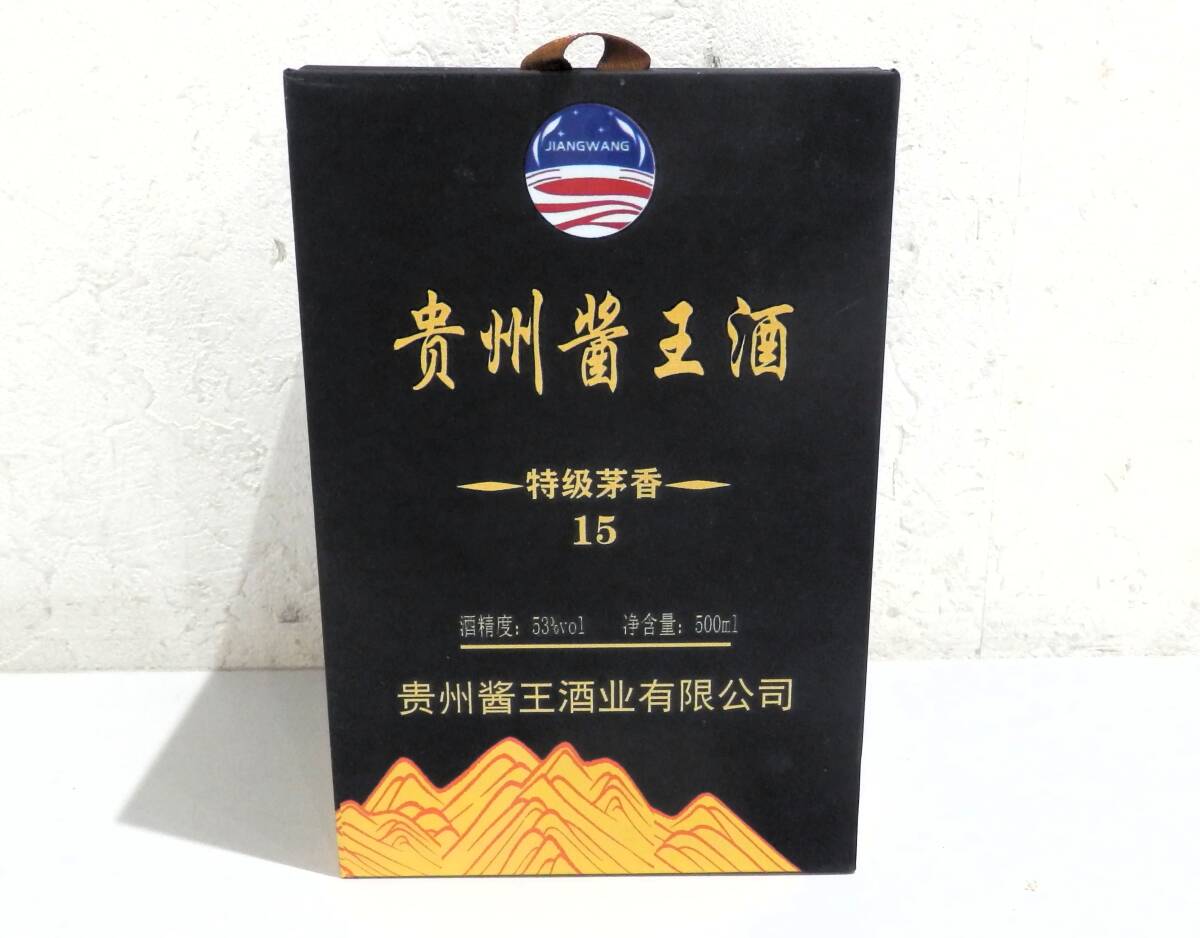 JIANGWANG
贵州酱王酒
特级茅香
15
酒精度：53%vol 净含量：500ml
贵州酱王酒业有限公司